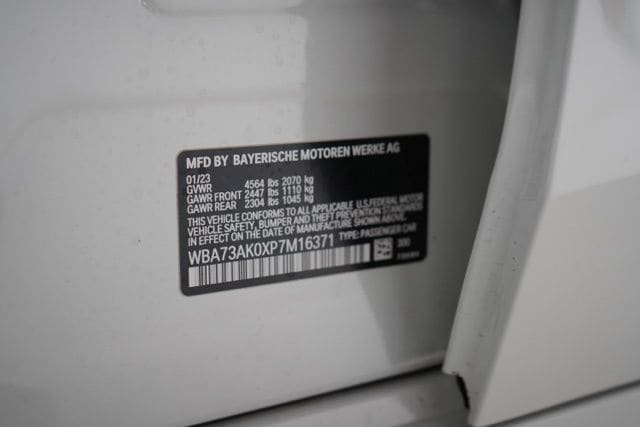 MFD BY BAYERISCHE MOTOREN WERKE AG
01/23
GVWR 4564 lbs 2070 kg
GAWR FRONT 2447 lbs 1110 kg
GAWR REAR 2304 lbs 1045 kg
THIS VEHICLE CONFORMS TO ALL APPLICABLE U.S.FEDERAL MOTOR
VEHICLE SAFETY, BUMPER AND THEFT PREVENTION STANDARDS
IN EFFECT ON THE DATE OF MANUFACTURE SHOWN ABOVE.
WBA73AK0XP7M16371 TYPE: PASSENGER CAR
300